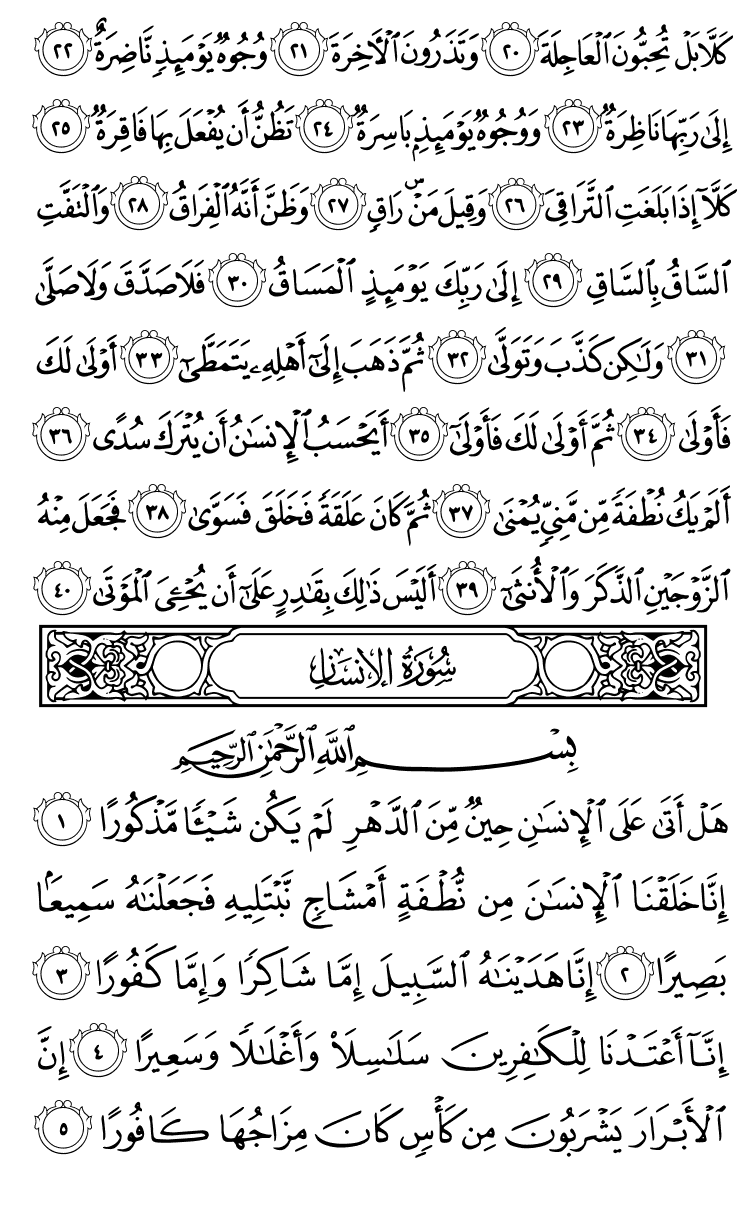 كَلَّا بَلْ تُحِبُّونَ ٱلْعَاجِلَةَ ٢٠ وَتَذَرُونَ ٱلْأَخِرَةَ ٢١ وُجُوهٌ يَوْمَئِذٍ نَّاضِرَةٌ ٢٢
إِلَىٰ رَبِّهَا نَاظِرَةٌ ٢٣ وَوُجُوهٌ يَوْمَئِذٍۭ بَاسِرَةٌ ٢٤ تَظُنُّ أَن يُفْعَلَ بِهَا فَاقِرَةٌ ٢٥
كَلَّآ إِذَا بَلَغَتِ ٱلتَّرَاقِىَ ٢٦ وَقِيلَ مَنْۜ رَاقٍ ٢٧ وَظَنَّ أَنَّهُ ٱلْفِرَاقُ ٢٨ وَٱلْتَفَّتِ
ٱلسَّاقُ بِٱلسَّاقِ ٢٩ إِلَىٰ رَبِّكَ يَوْمَئِذٍ ٱلْمَسَاقُ ٣٠ فَلَا صَدَّقَ وَلَا صَلَّىٰ
٣١ وَلَٰكِن كَذَّبَ وَتَوَلَّىٰ ٣٢ ثُمَّ ذَهَبَ إِلَىٰٓ أَهْلِهِۦ يَتَمَطَّىٰٓ ٣٣ أَوْلَىٰ لَكَ
فَأَوْلَىٰ ٣٤ ثُمَّ أَوْلَىٰ لَكَ فَأَوْلَىٰٓ ٣٥ أَيَحْسَبُ ٱلْإِنسَٰنُ أَن يُتْرَكَ سُدًى ٣٦
أَلَمْ يَكُ نُطْفَةً مِّن مَّنِىٍّ يُمْنَىٰ ٣٧ ثُمَّ كَانَ عَلَقَةً فَخَلَقَ فَسَوَّىٰ ٣٨ فَجَعَلَ مِنْهُ
ٱلزَّوْجَيْنِ ٱلذَّكَرَ وَٱلْأُنثَىٰٓ ٣٩ أَلَيْسَ ذَٰلِكَ بِقَٰدِرٍ عَلَىٰٓ أَن يُحْـِۧىَ ٱلْمَوْتَىٰ ٤٠
سُورَةُ الإنسان
بِسْمِ ٱللَّهِ ٱلرَّحْمَٰنِ ٱلرَّحِيمِ
هَلْ أَتَىٰ عَلَى ٱلْإِنسَٰنِ حِينٌ مِّنَ ٱلدَّهْرِ لَمْ يَكُن شَيْـًٔا مَّذْكُورًا ١
إِنَّا خَلَقْنَا ٱلْإِنسَٰنَ مِن نُّطْفَةٍ أَمْشَاجٍ نَّبْتَلِيهِ فَجَعَلْنَٰهُ سَمِيعًۢا
بَصِيرًا ٢ إِنَّا هَدَيْنَٰهُ ٱلسَّبِيلَ إِمَّا شَاكِرًا وَإِمَّا كَفُورًا ٣
إِنَّآ أَعْتَدْنَا لِلْكَٰفِرِينَ سَلَٰسِلَا۟ وَأَغْلَٰلًا وَسَعِيرًا ٤ إِنَّ
ٱلْأَبْرَارَ يَشْرَبُونَ مِن كَأْسٍ كَانَ مِزَاجُهَا كَافُورًا ٥